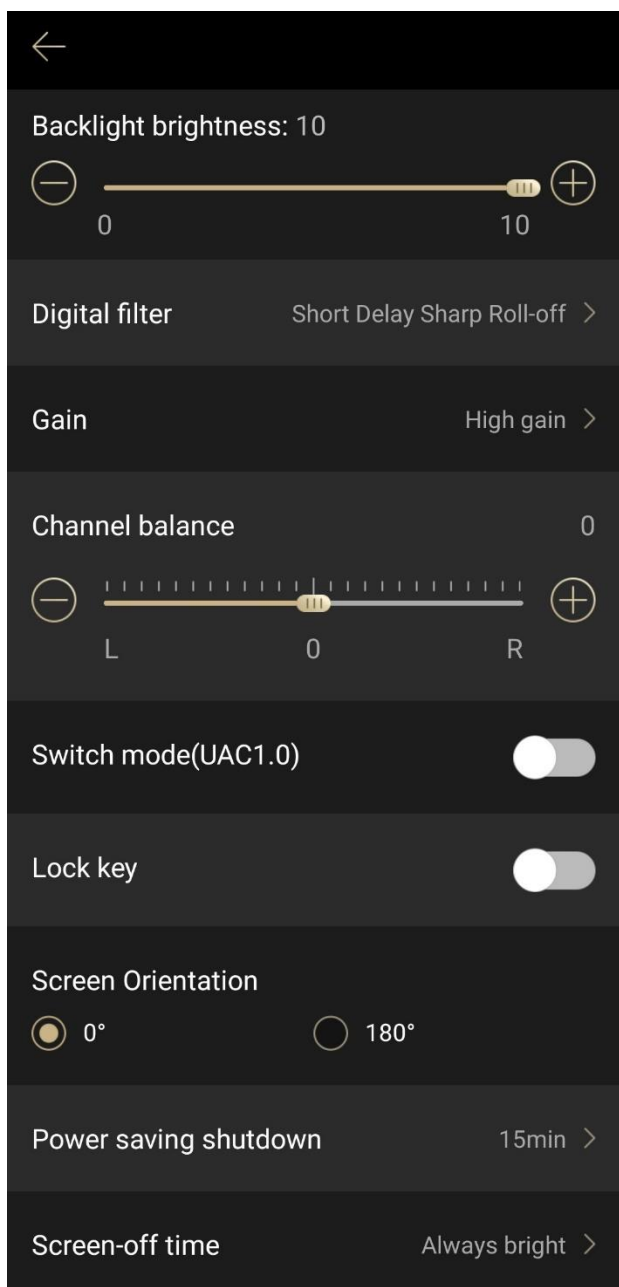 Backlight brightness: 10
0 10
Digital filter Short Delay Sharp Roll-off
Gain High gain
Channel balance 0
L 0 R
Switch mode(UAC1.0)
Lock key
Screen Orientation
0° 180°
Power saving shutdown 15min
Screen-off time Always bright